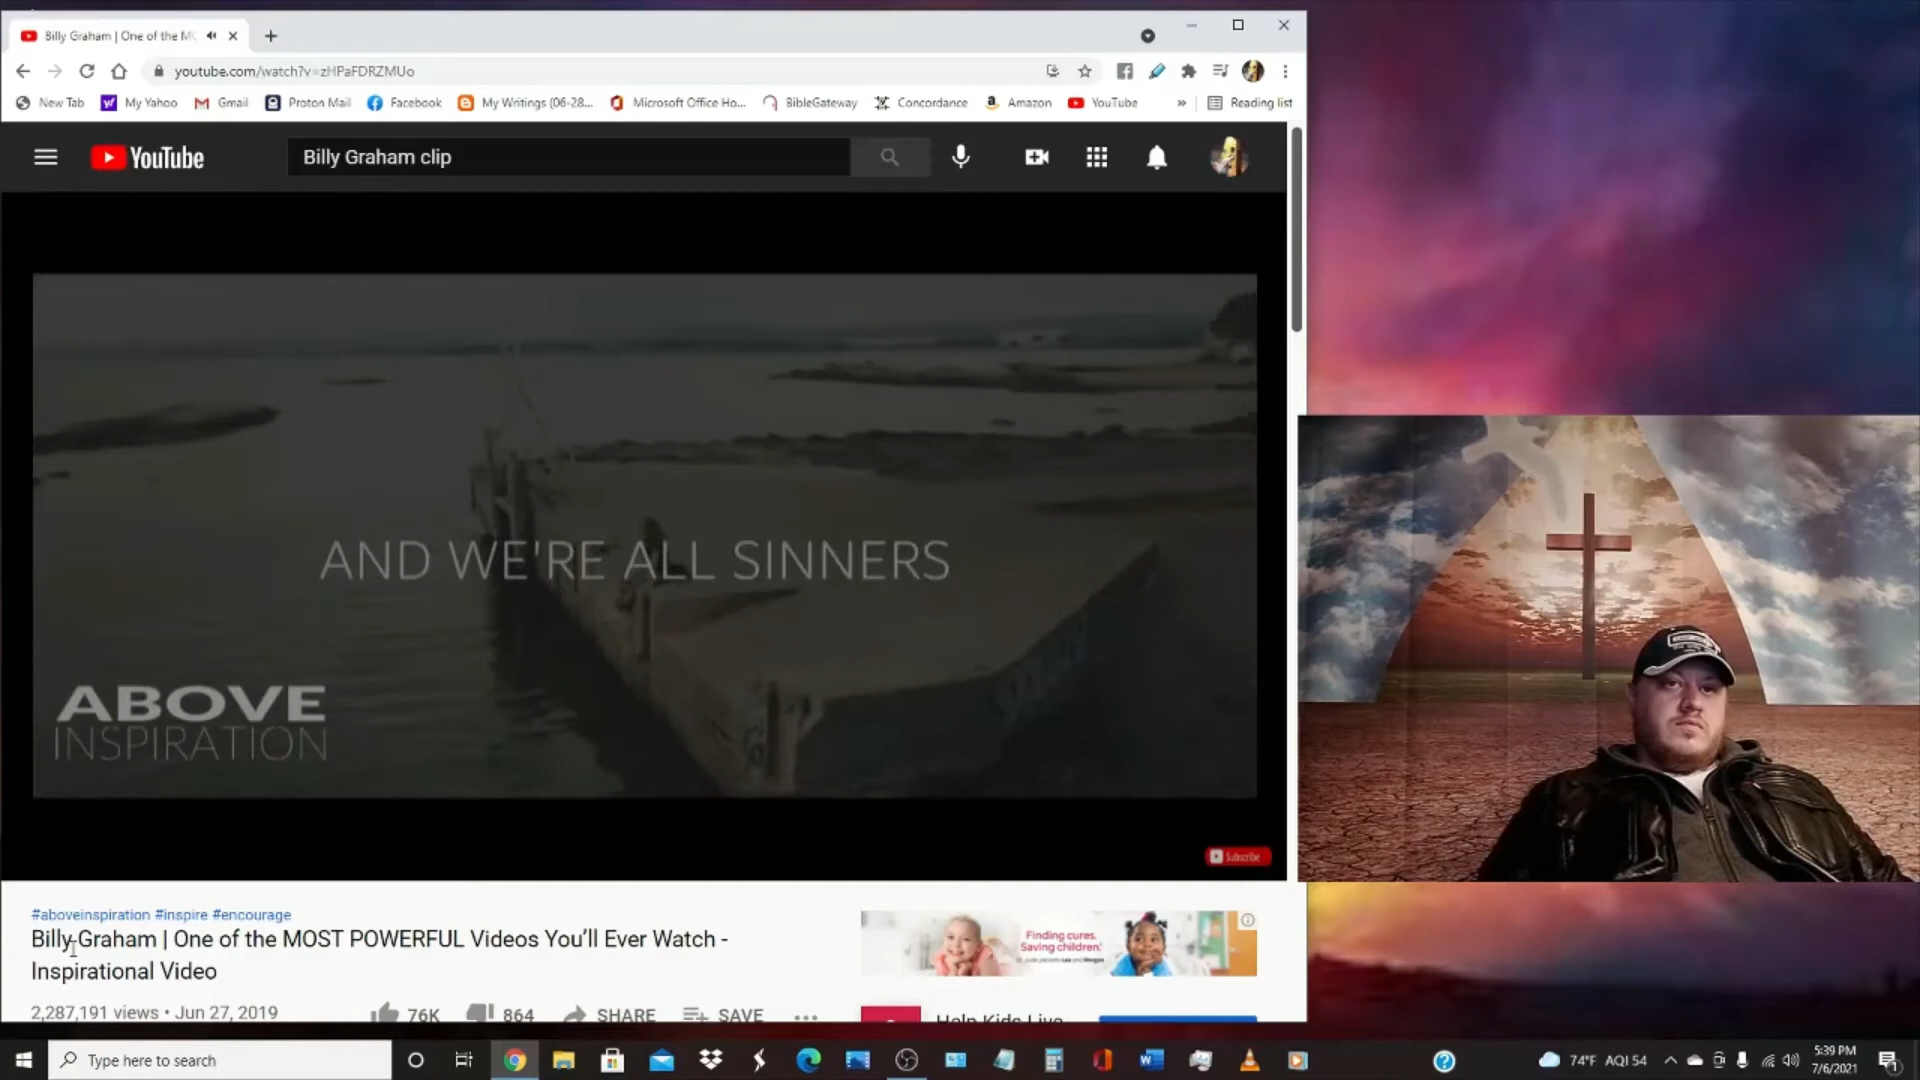 Billy Graham | One of the M
youtube.com/watch?v=zHPaFDRZMUo
New Tab My Yahoo Gmail Proton Mail Facebook My Writings (06-28... Microsoft Office Ho... BibleGateway Concordance Amazon YouTube » Reading list
YouTube
Billy Graham clip
AND WE'RE ALL SINNERS
ABOVE
INSPIRATION
Subscribe
#aboveinspiration #inspire #encourage
Billy Graham | One of the MOST POWERFUL Videos You'll Ever Watch -
Inspirational Video
Finding cures.
Saving children.
2,287,191 views • Jun 27, 2019
76K 864 SHARE SAVE
Help Kids Live
Type here to search
74°F AQI 54
5:39 PM
7/6/2021